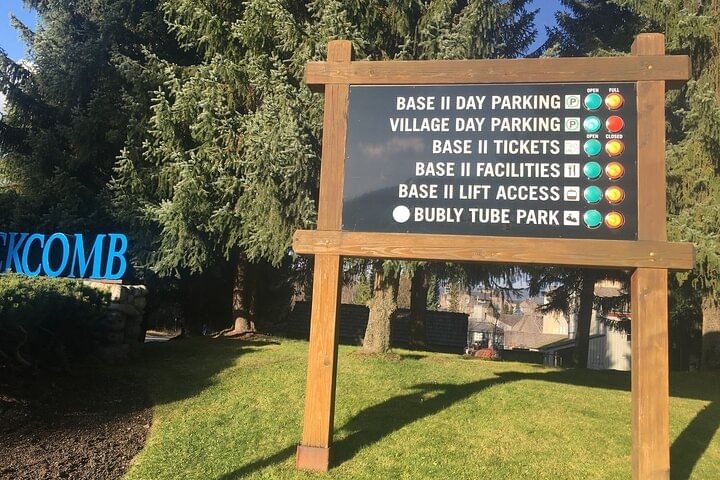 CKCOMB
OPEN FULL
BASE II DAY PARKING P
VILLAGE DAY PARKING P
OPEN CLOSED
BASE II TICKETS
BASE II FACILITIES
BASE II LIFT ACCESS
BUBLY TUBE PARK